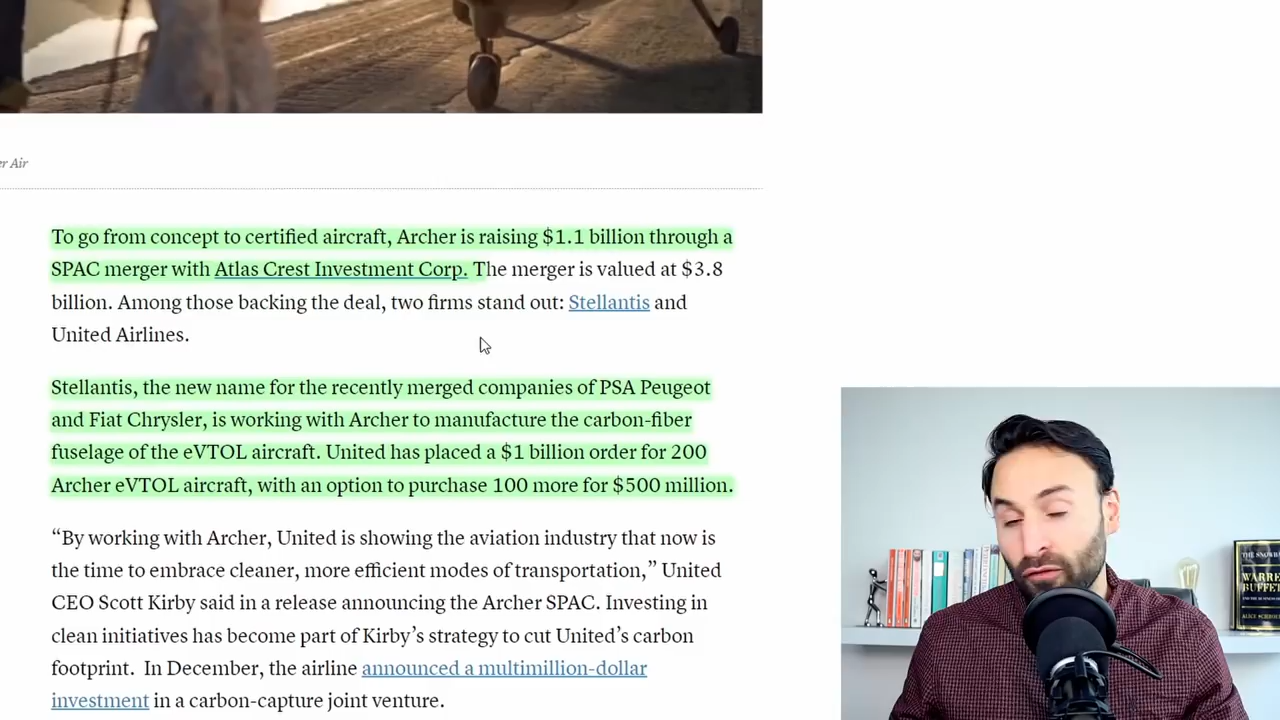 er Air
To go from concept to certified aircraft, Archer is raising $1.1 billion through a
SPAC merger with Atlas Crest Investment Corp. The merger is valued at $3.8
billion. Among those backing the deal, two firms stand out: Stellantis and
United Airlines.
Stellantis, the new name for the recently merged companies of PSA Peugeot
and Fiat Chrysler, is working with Archer to manufacture the carbon-fiber
fuselage of the eVTOL aircraft. United has placed a $1 billion order for 200
Archer eVTOL aircraft, with an option to purchase 100 more for $500 million.
“By working with Archer, United is showing the aviation industry that now is
the time to embrace cleaner, more efficient modes of transportation,” United
CEO Scott Kirby said in a release announcing the Archer SPAC. Investing in
clean initiatives has become part of Kirby’s strategy to cut United’s carbon
footprint. In December, the airline announced a multimillion-dollar
investment in a carbon-capture joint venture.
THE SNOWBA
WARRE
BUFFET